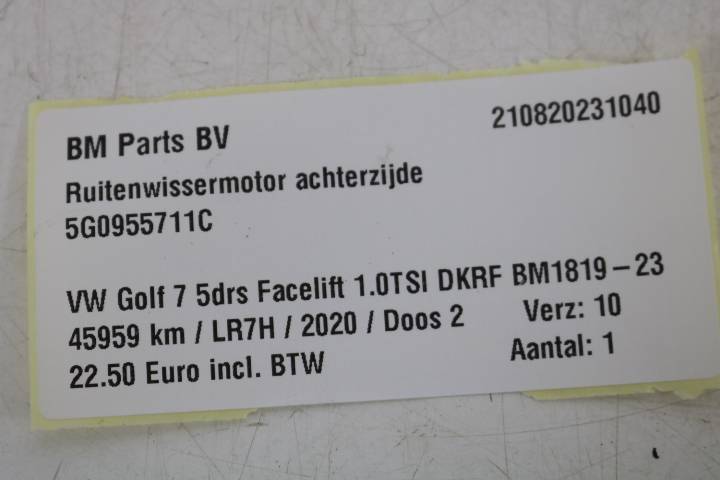 BM Parts BV 210820231040
Ruitenwissermotor achterzijde
5G0955711C
VW Golf 7 5drs Facelift 1.0TSI DKRF BM1819-23
45959 km / LR7H / 2020 / Doos 2 Verz: 10
22.50 Euro incl. BTW Aantal: 1